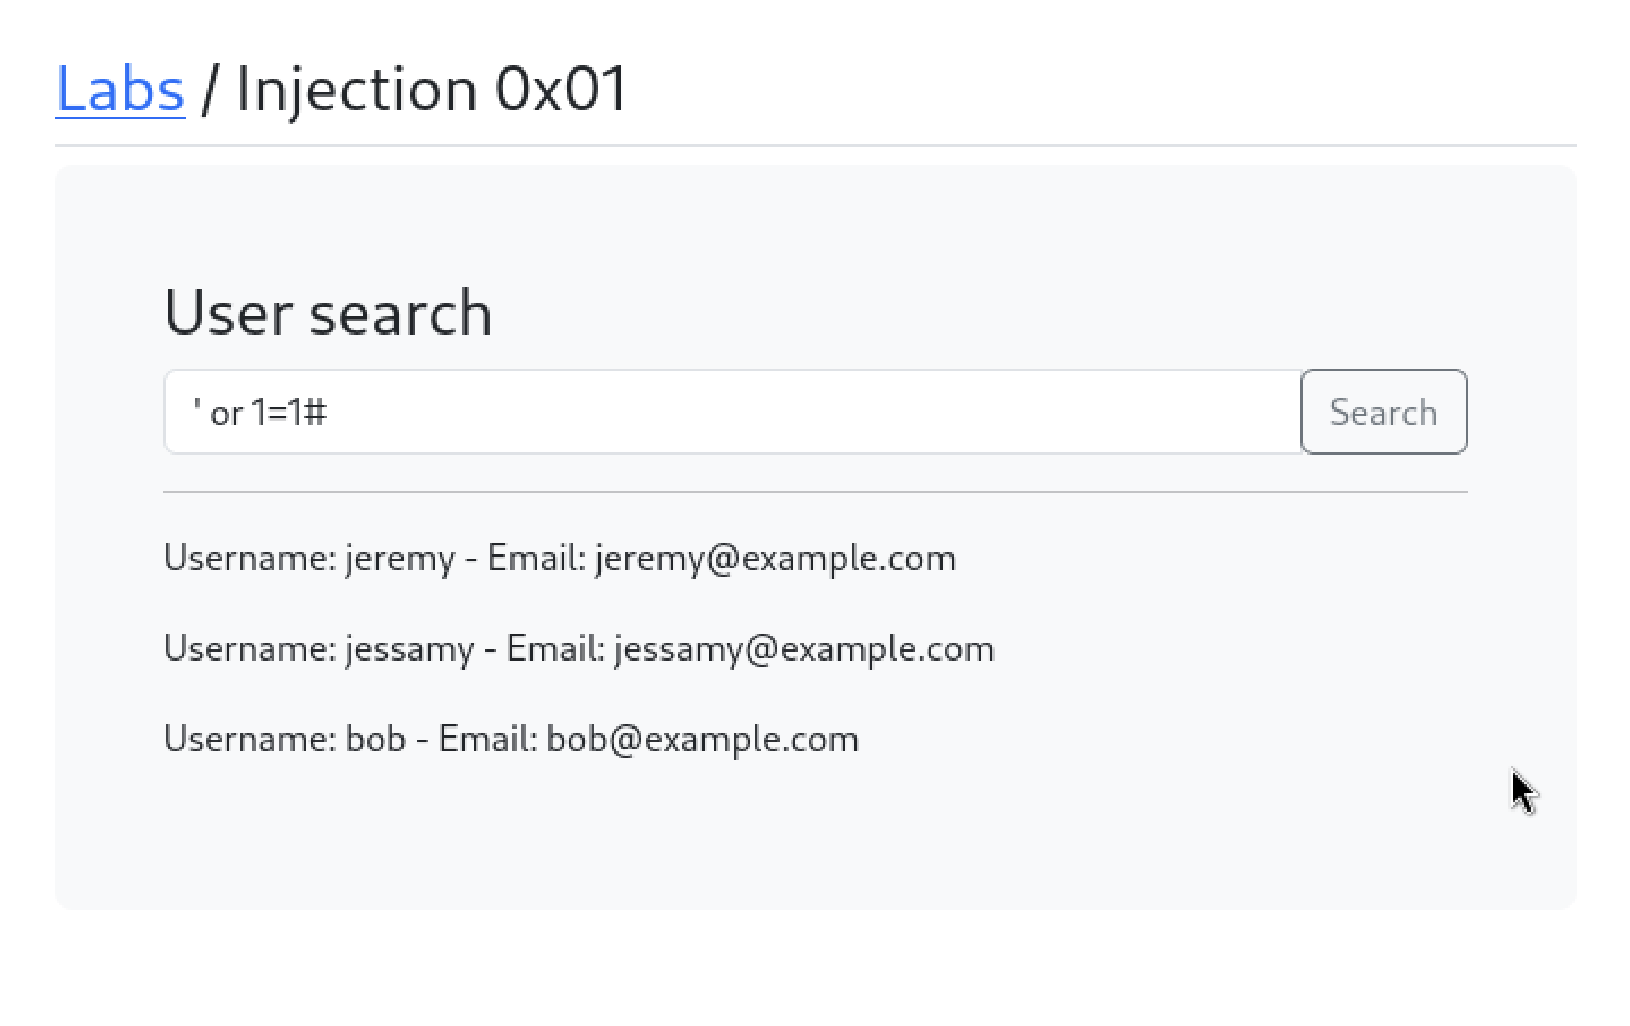 Labs / Injection 0x01
User search
' or 1=1#
Search
Username: jeremy - Email: jeremy@example.com
Username: jessamy - Email: jessamy@example.com
Username: bob - Email: bob@example.com